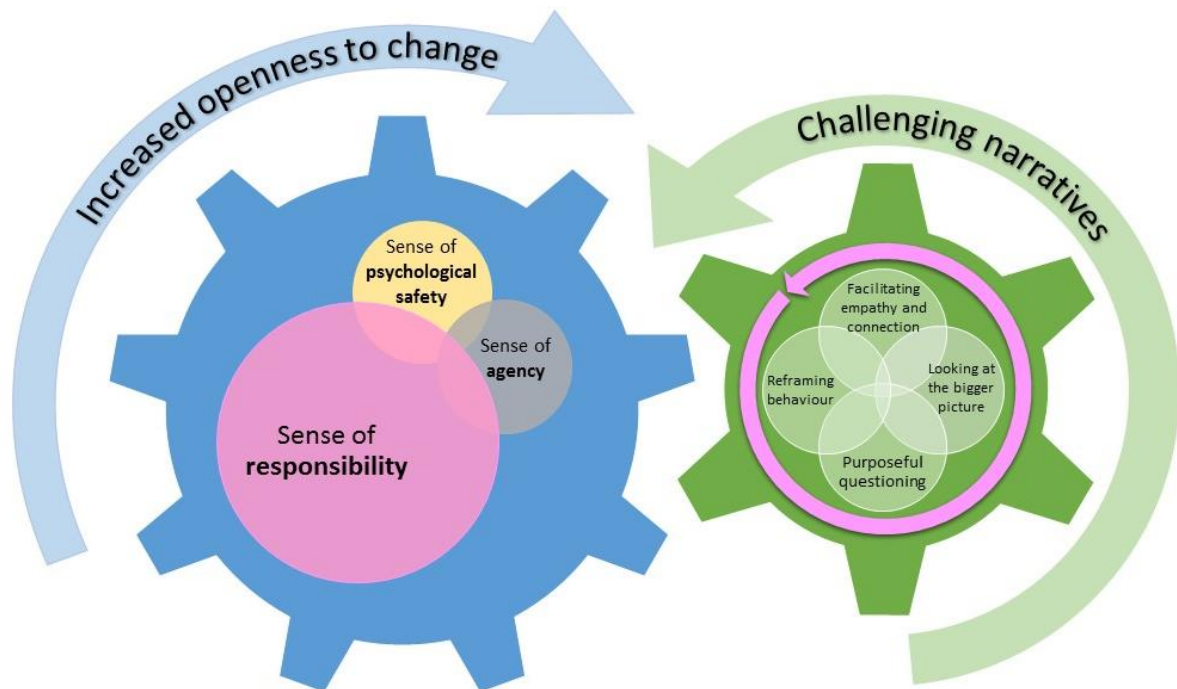 Increased openness to change
Challenging narratives
Sense of
psychological
safety
Sense of
agency
Sense of
responsibility
Facilitating
empathy and
connection
Reframing
behaviour
Looking at
the bigger
picture
Purposeful
questioning